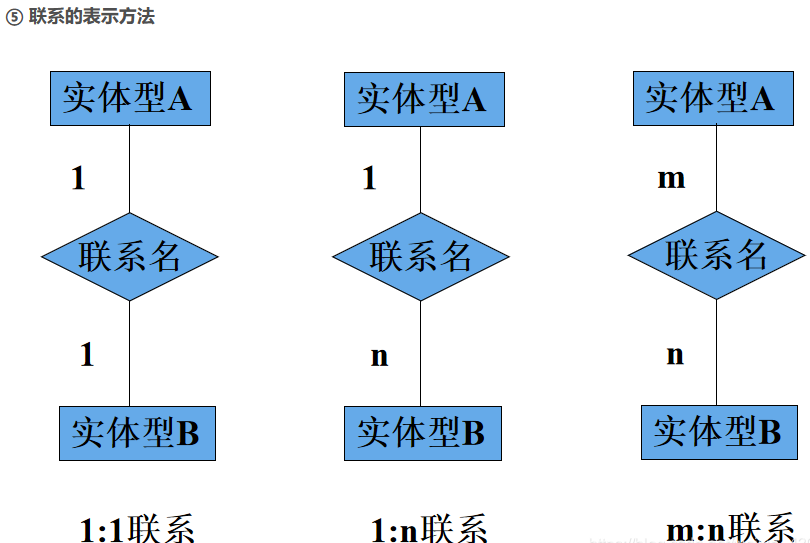 ⑤ 联系的表示方法
实体型A 实体型A 实体型A
1 1 m
联系名 联系名 联系名
1 n n
实体型B 实体型B 实体型B
1:1联系 1:n联系 m:n联系